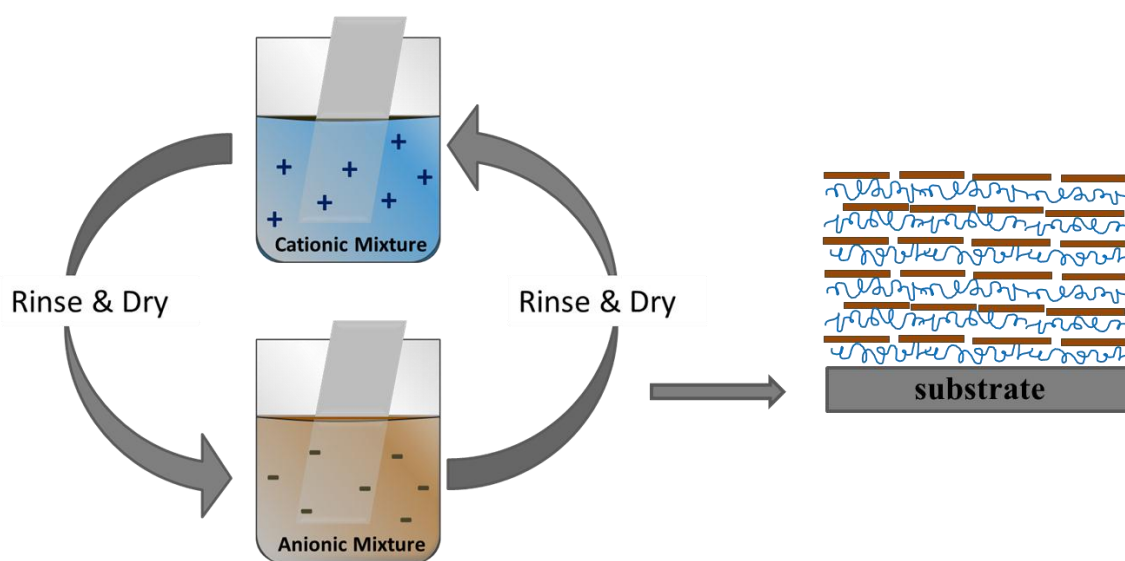 Cationic Mixture
Rinse & Dry
Rinse & Dry
substrate
Anionic Mixture